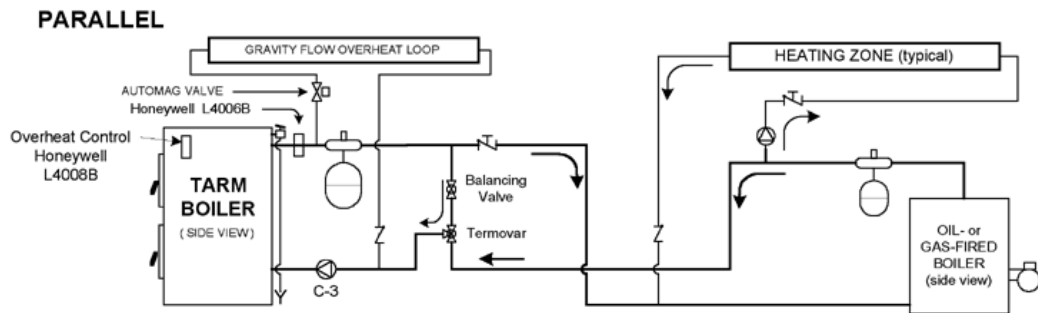 PARALLEL
GRAVITY FLOW OVERHEAT LOOP
HEATING ZONE (typical)
AUTOMAG VALVE
Honeywell L4006B
Overheat Control
Honeywell
L4008B
TARM
BOILER
( SIDE VIEW )
Balancing
Valve
Termovar
C-3
OIL- or
GAS-FIRED
BOILER
(side view)